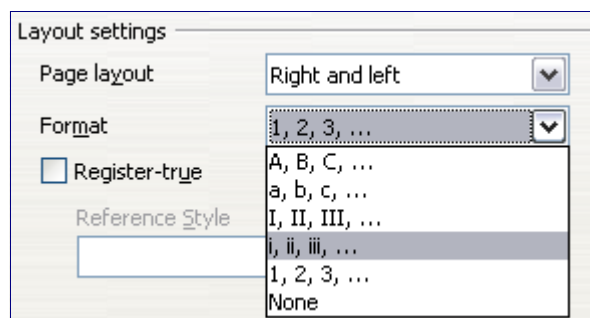 Layout settings
Page layout Right and left
Format 1, 2, 3, ...
A, B, C, ...
Register-true a, b, c, ...
Reference Style I, II, III, ...
i, ii, iii, ...
1, 2, 3, ...
None